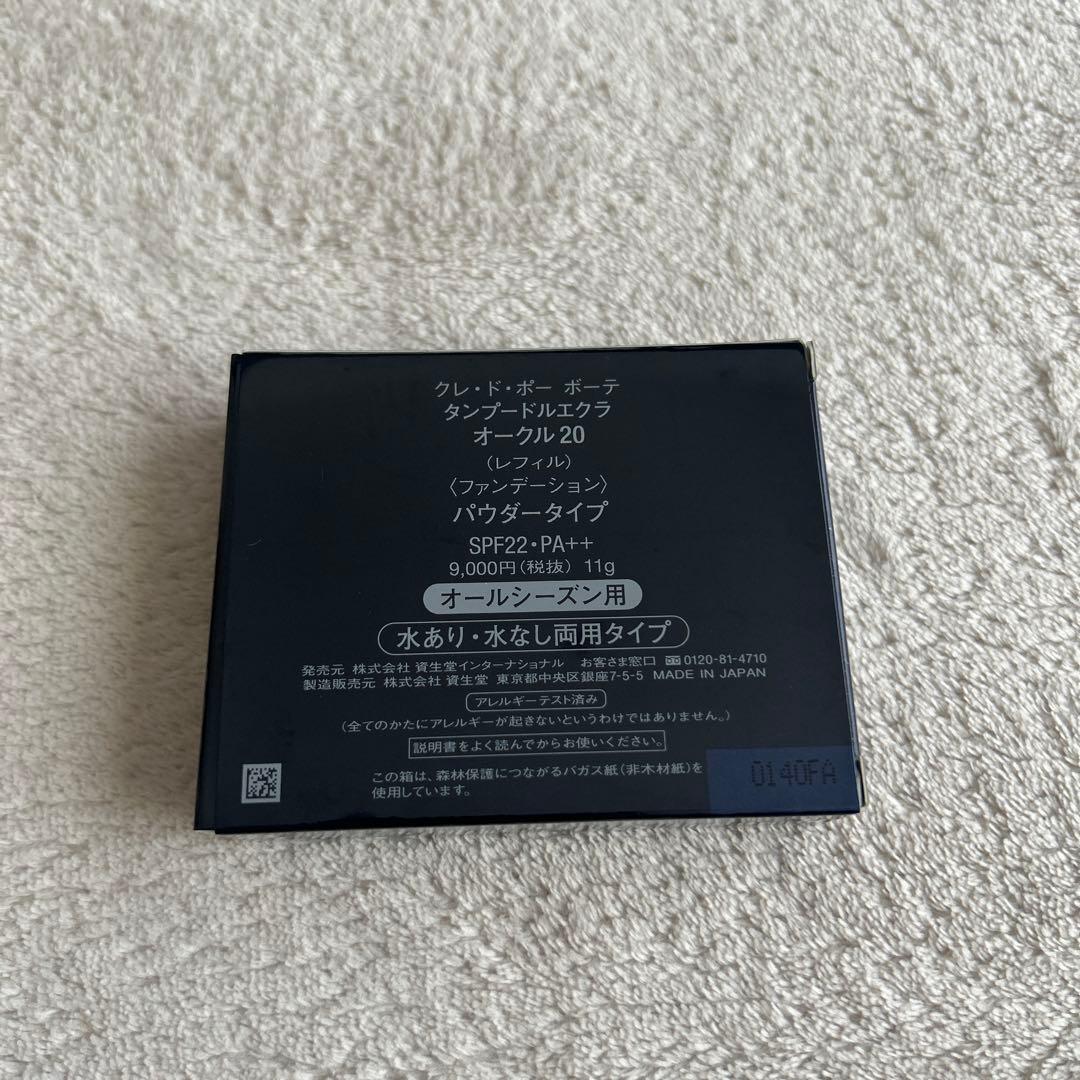 クレ・ド・ポー ボーテ
タンプードルエクラ
オークル20
(レフィル)
〈ファンデーション〉
パウダータイプ
SPF22・PA++
9,000円(税抜) 11g
オールシーズン用
水あり・水なし両用タイプ
発売元 株式会社 資生堂インターナショナル お客さま窓口 0120-81-4710
製造販売元 株式会社 資生堂 東京都中央区銀座7-5-5 MADE IN JAPAN
アレルギーテスト済み
(全てのかたにアレルギーが起きないというわけではありません。)
説明書をよく読んでからお使いください。
この箱は、森林保護につながるバガス紙(非木材紙)を
使用しています。
0140FA